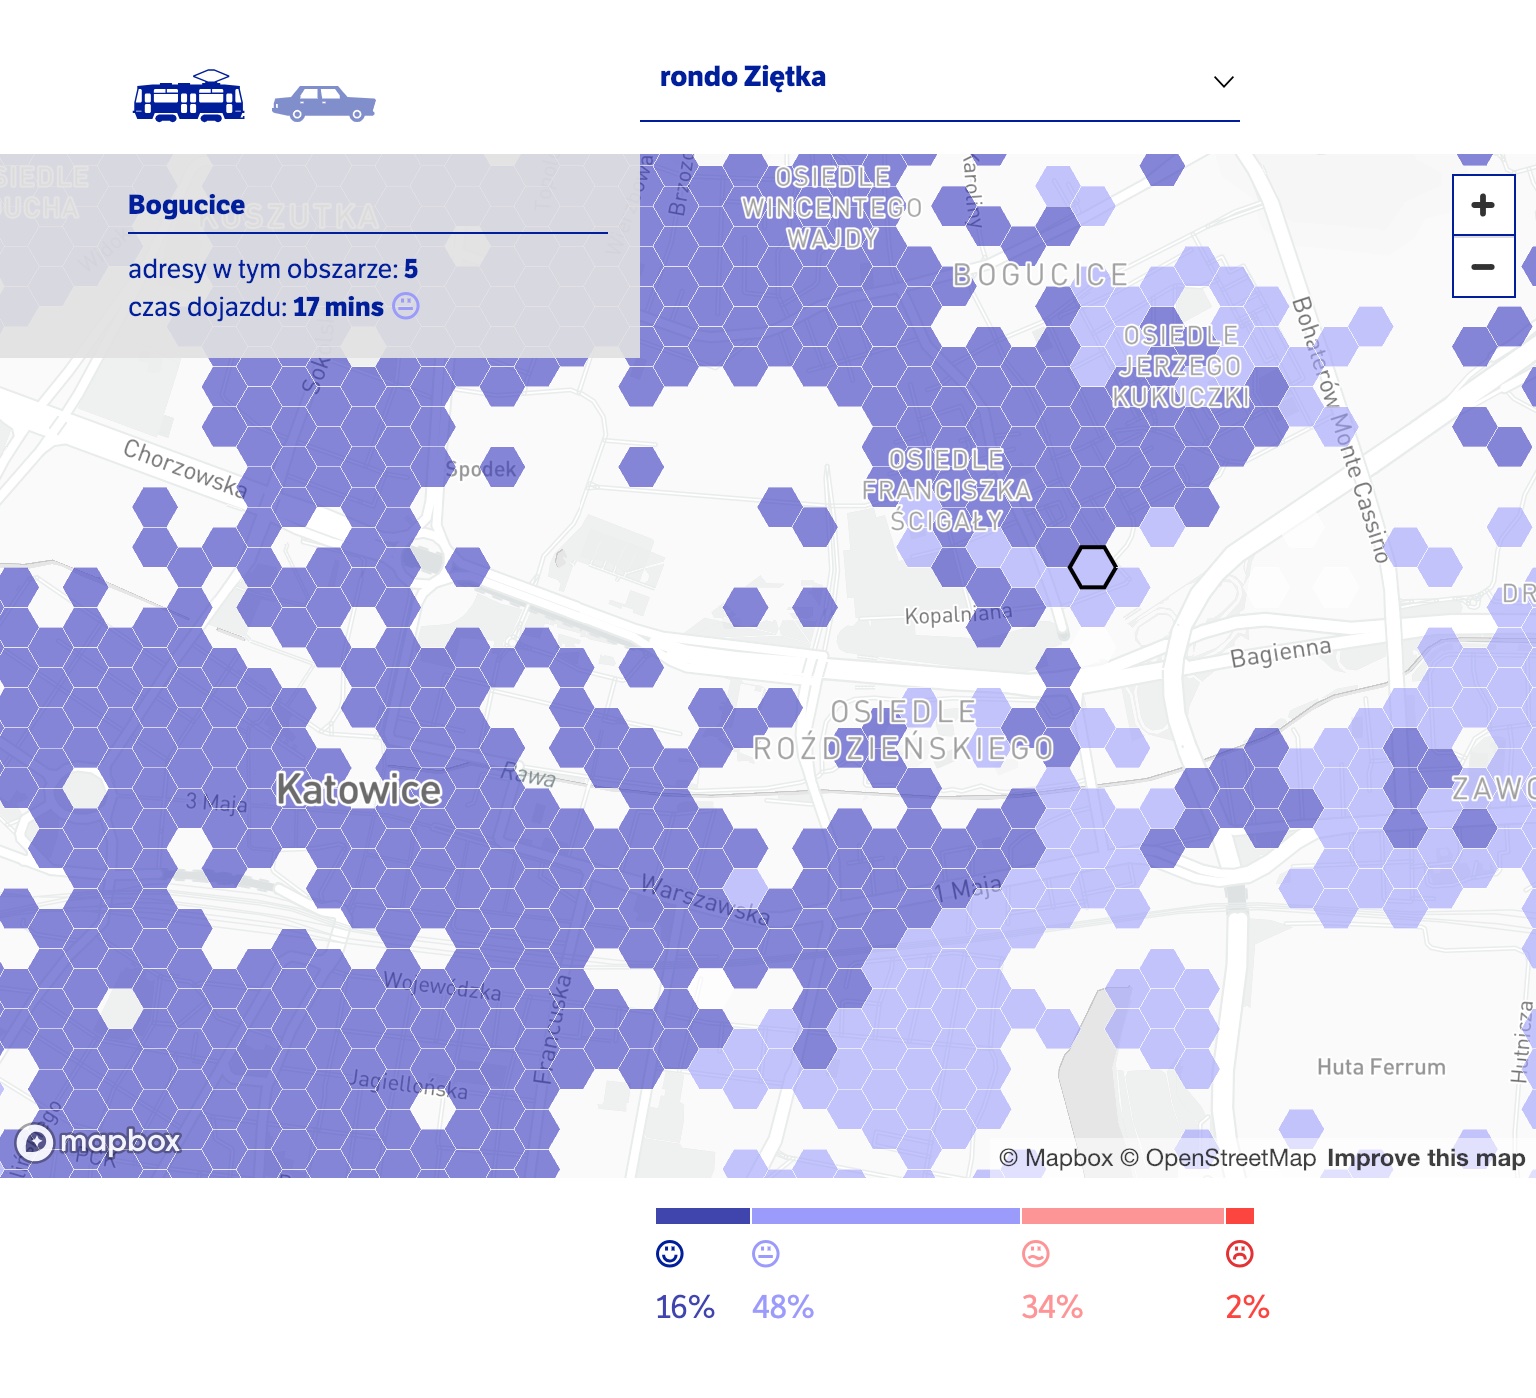 rondo Ziętka
Bogucice
adresy w tym obszarze: 5
czas dojazdu: 17 mins
KOSZUTKA
OSIEDLE
WINCENTEGO
WAJDY
BOGUCICE
OSIEDLE
JERZEGO
KUKUCZKI
Bohaterów Monte Cassino
+
−
Chorzowska
Spodek
OSIEDLE
FRANCISZKA
ŚCIGAŁY
Kopalniana
Bagienna
OSIEDLE
ROŹDZIEŃSKIEGO
Rawa
Katowice
3 Maja
Warszawska
1 Maja
Wojewódzka
Francuska
Jagiellońska
Huta Ferrum
Hutnicza
mapbox
© Mapbox © OpenStreetMap Improve this map
16% 48% 34% 2%